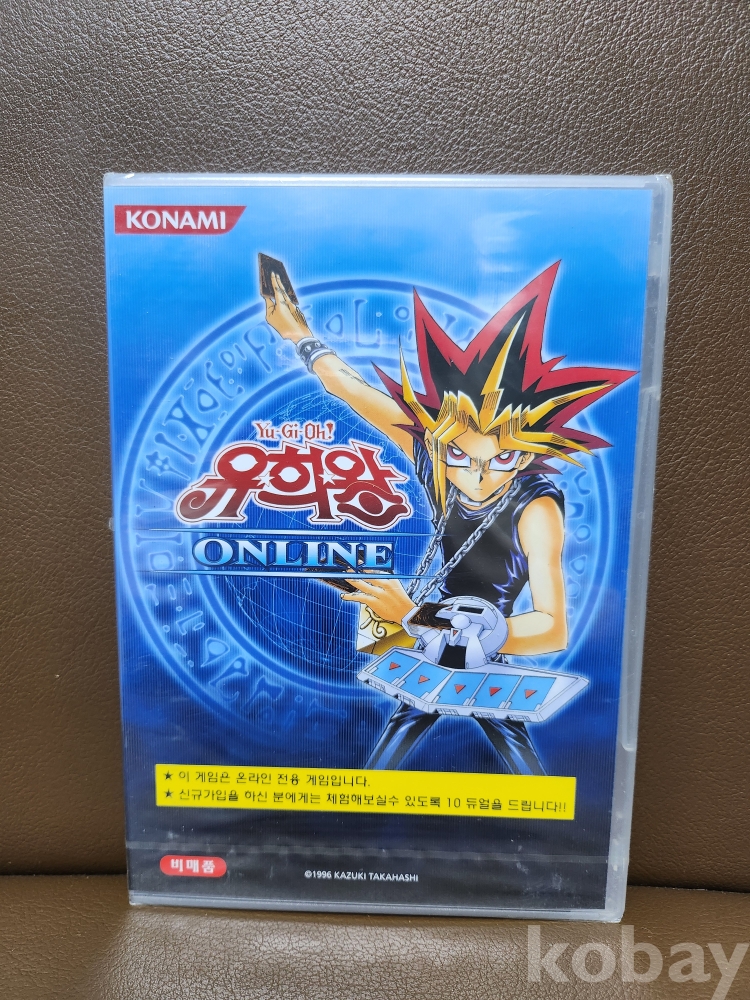 KONAMI
Yu-Gi-Oh!
유희왕
ONLINE
★ 이 게임은 온라인 전용 게임입니다.
★ 신규가입을 하신 분에게는 체험해보실수 있도록 10 듀얼을 드립니다!!
비매품
©1996 KAZUKI TAKAHASHI
kobay